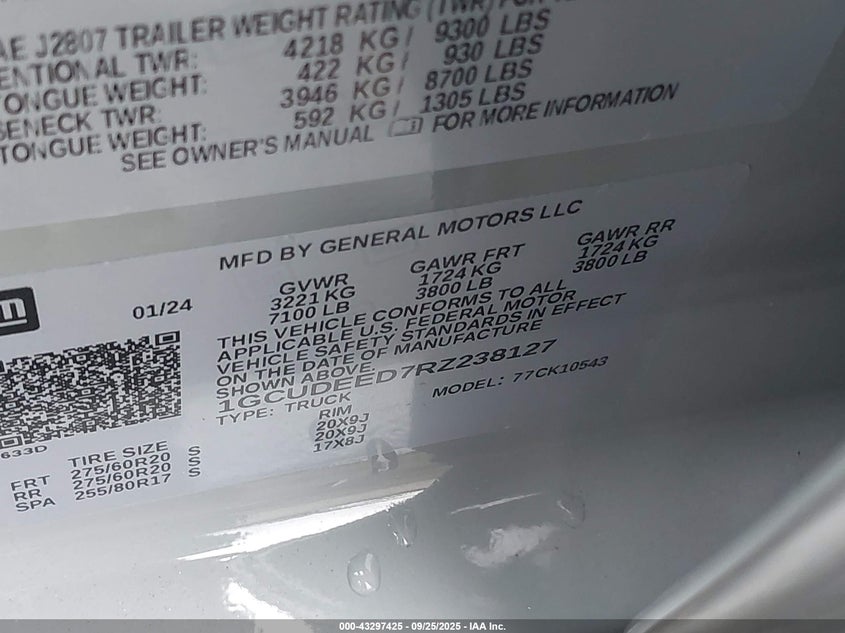 AE J2807 TRAILER WEIGHT RATING (TWR)
ENTIONAL TWR: 4218 KG/ 9300 LBS
TONGUE WEIGHT: 422 KG/ 930 LBS
SENECK TWR: 3946 KG/ 8700 LBS
TONGUE WEIGHT: 592 KG/ 1305 LBS
SEE OWNER'S MANUAL FOR MORE INFORMATION
MFD BY GENERAL MOTORS LLC
gm
01/24
GVWR GAWR FRT GAWR RR
3221 KG 1724 KG 1724 KG
7100 LB 3800 LB 3800 LB
THIS VEHICLE CONFORMS TO ALL
APPLICABLE U.S. FEDERAL MOTOR
VEHICLE SAFETY STANDARDS IN EFFECT
ON THE DATE OF MANUFACTURE
SHOWN ABOVE.
1GCUDEED7RZ238127
TYPE: TRUCK MODEL: 77CK10543
633D
TIRE SIZE RIM
FRT 275/60R20 S 20X9J
RR 275/60R20 S 20X9J
SPA 255/80R17 S 17X8J
000-43297425 - 09/25/2025 - IAA Inc.